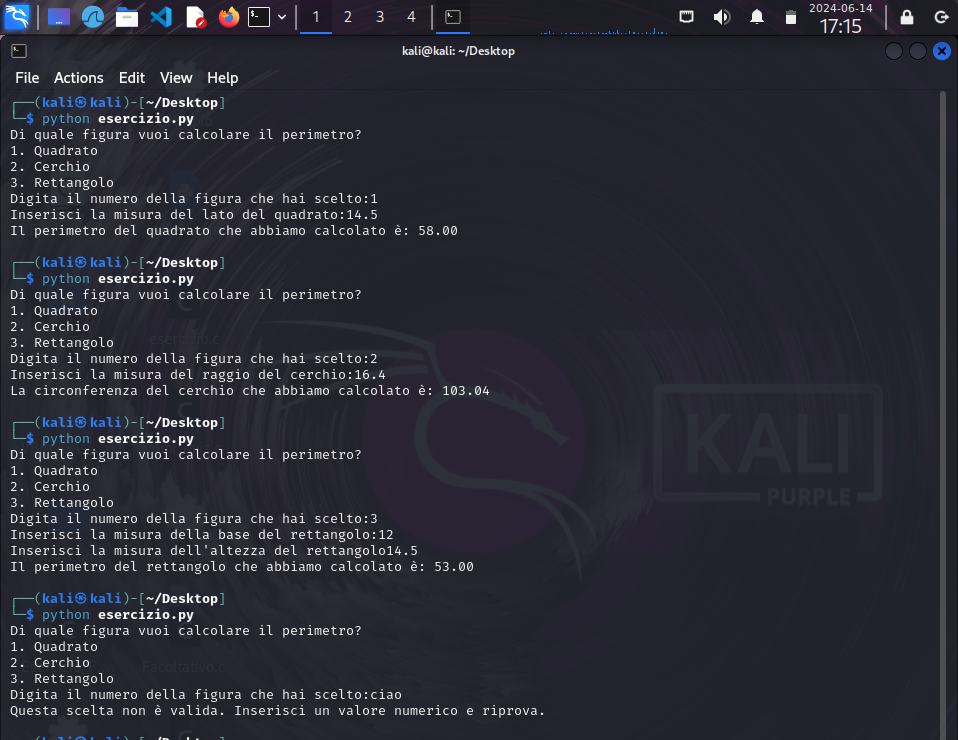 1 2 3 4
2024-06-14
17:15
kali@kali: ~/Desktop
File Actions Edit View Help
┌──(kali㉿kali)-[~/Desktop]
└─$ python esercizio.py
Di quale figura vuoi calcolare il perimetro?
1. Quadrato
2. Cerchio
3. Rettangolo
Digita il numero della figura che hai scelto:1
Inserisci la misura del lato del quadrato:14.5
Il perimetro del quadrato che abbiamo calcolato è: 58.00
┌──(kali㉿kali)-[~/Desktop]
└─$ python esercizio.py
Di quale figura vuoi calcolare il perimetro?
1. Quadrato
2. Cerchio
3. Rettangolo
Digita il numero della figura che hai scelto:2
Inserisci la misura del raggio del cerchio:16.4
La circonferenza del cerchio che abbiamo calcolato è: 103.04
┌──(kali㉿kali)-[~/Desktop]
└─$ python esercizio.py
Di quale figura vuoi calcolare il perimetro?
1. Quadrato
2. Cerchio
3. Rettangolo
Digita il numero della figura che hai scelto:3
Inserisci la misura della base del rettangolo:12
Inserisci la misura dell'altezza del rettangolo14.5
Il perimetro del rettangolo che abbiamo calcolato è: 53.00
┌──(kali㉿kali)-[~/Desktop]
└─$ python esercizio.py
Di quale figura vuoi calcolare il perimetro?
1. Quadrato
2. Cerchio
3. Rettangolo
Digita il numero della figura che hai scelto:ciao
Questa scelta non è valida. Inserisci un valore numerico e riprova.
KALI
PURPLE
Facoltativo.c